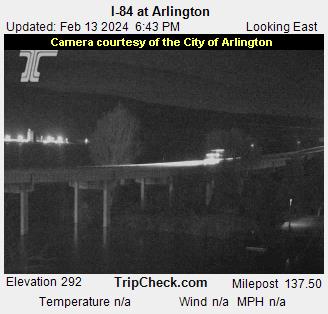 I-84 at Arlington
Updated: Feb 13 2024 6:43 PM Looking East
Camera courtesy of the City of Arlington
Elevation 292 TripCheck.com Milepost 137.50
Temperature n/a Wind n/a MPH n/a